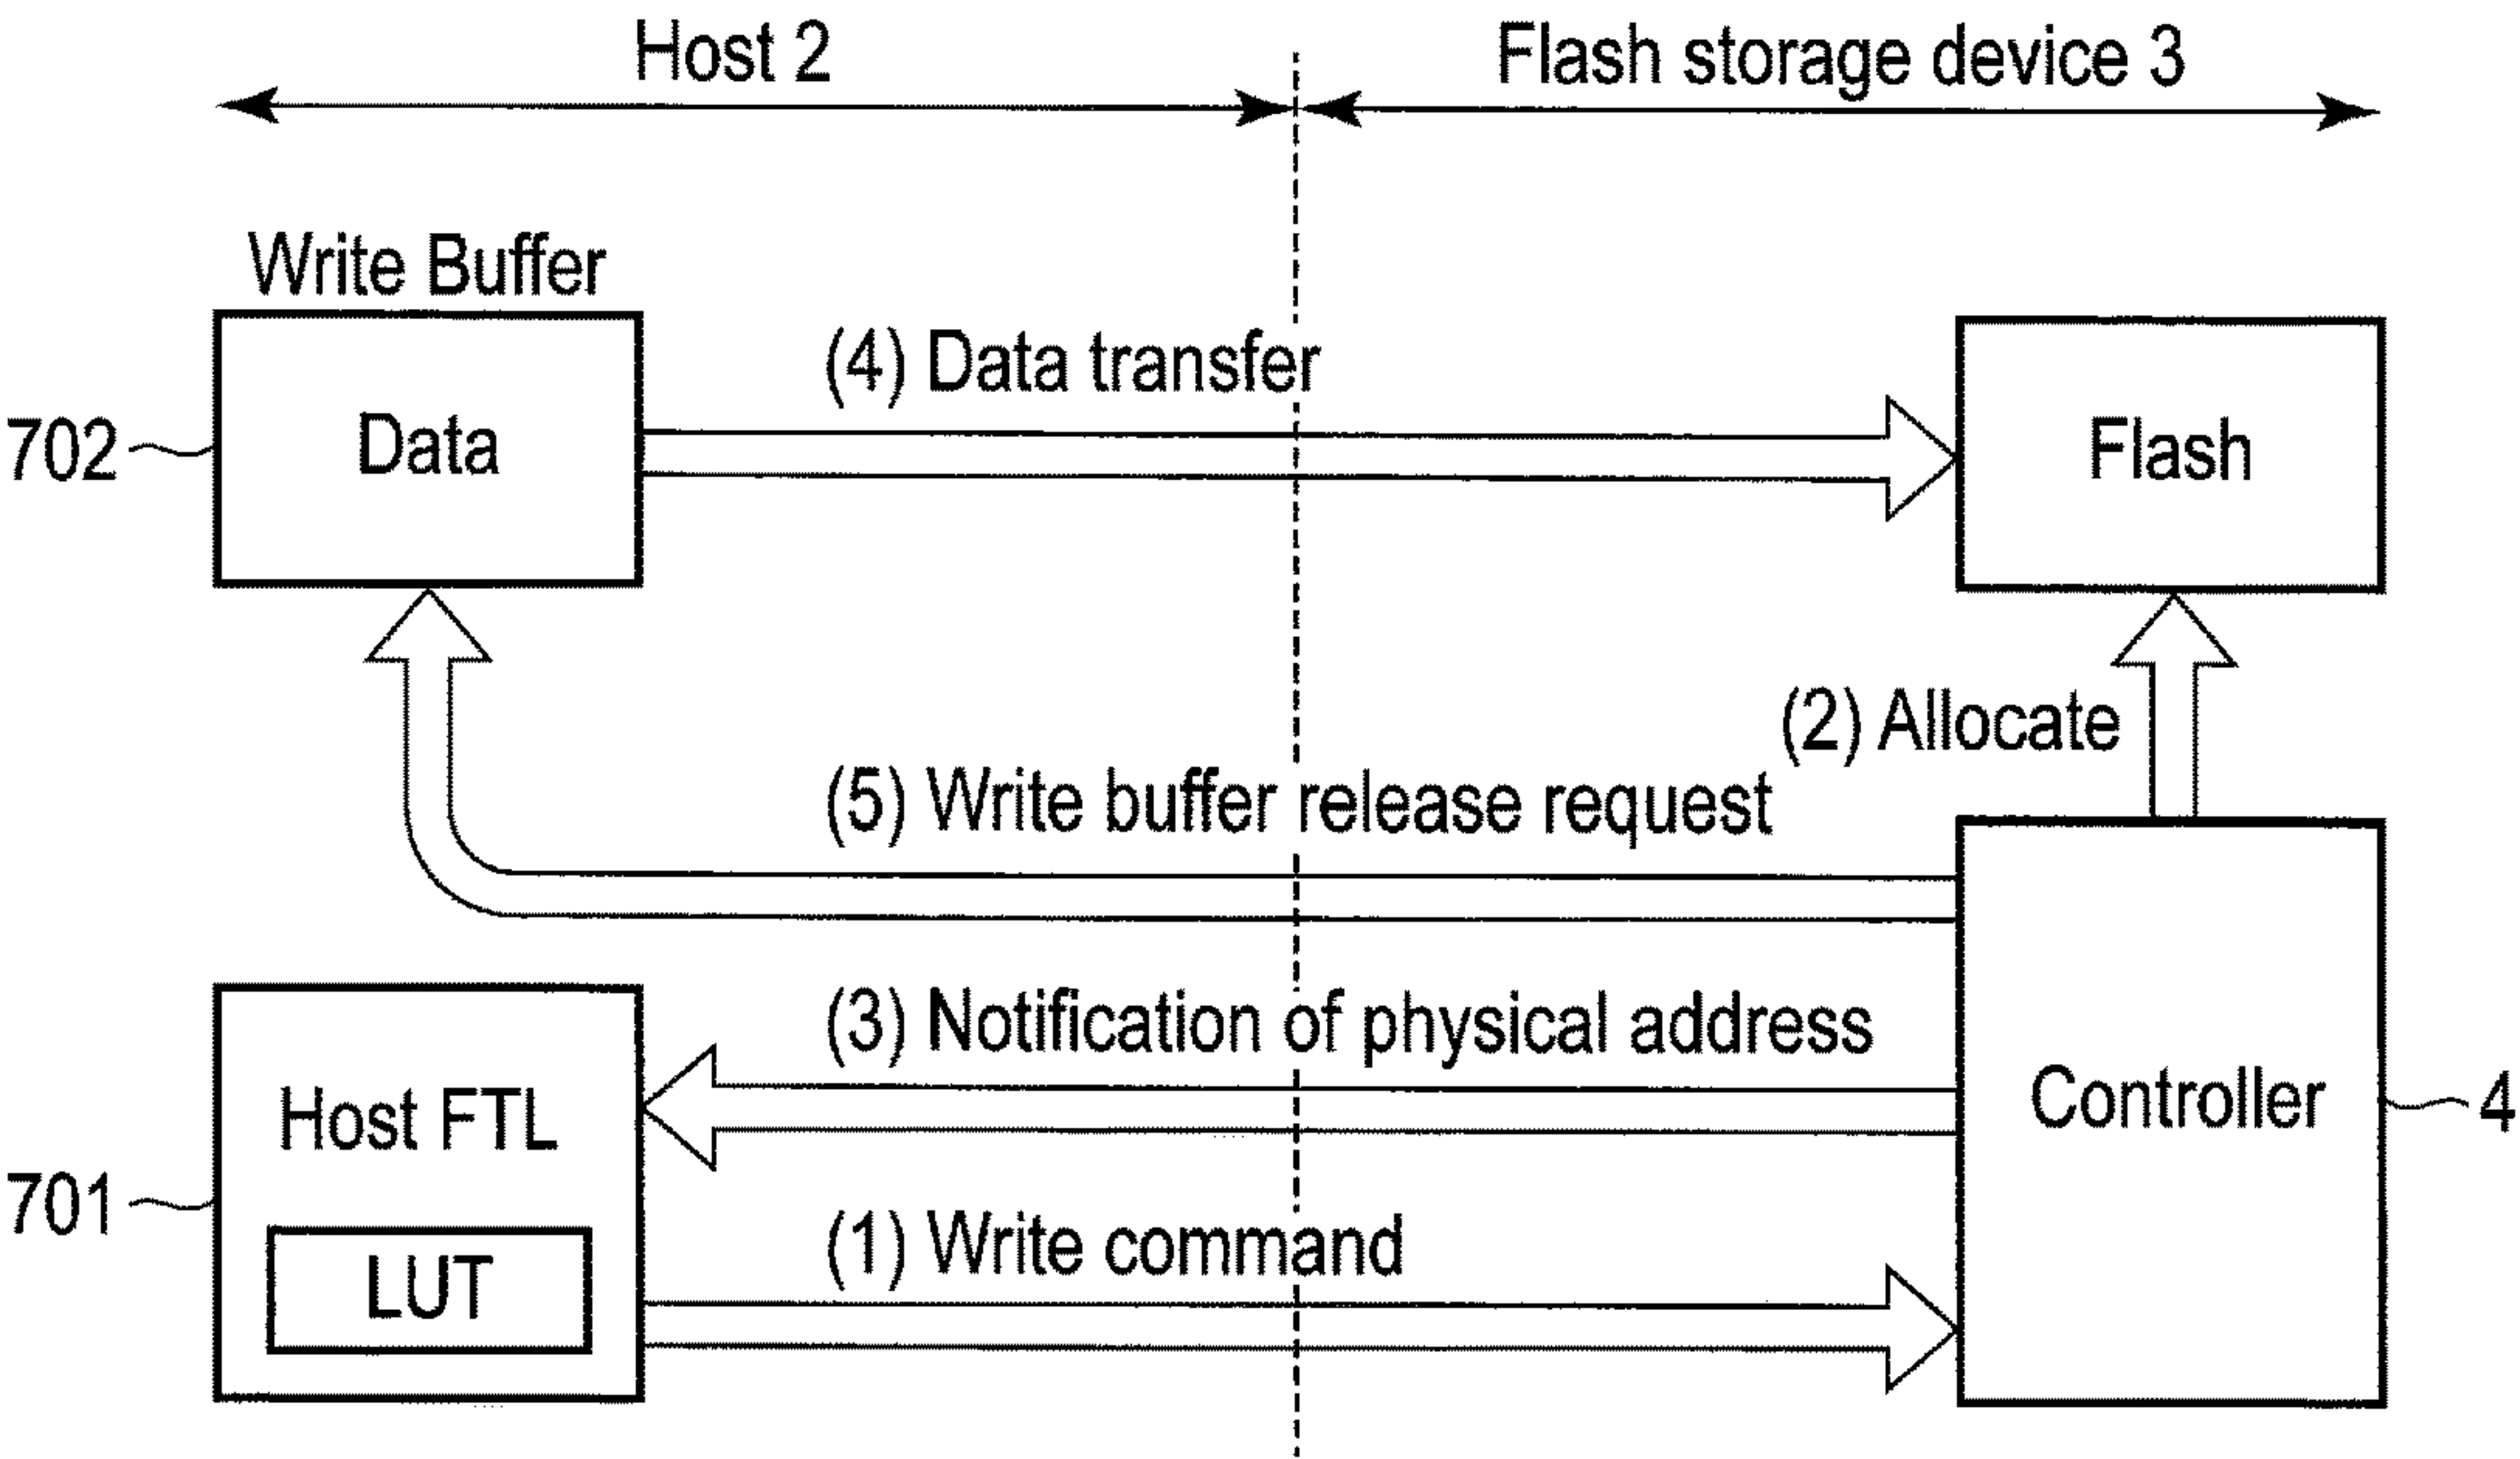 Host 2
Flash storage device 3
Write Buffer
(4) Data transfer
702
Data
Flash
(2) Allocate
(5) Write buffer release request
(3) Notification of physical address
Host FTL
Controller
4
701
(1) Write command
LUT